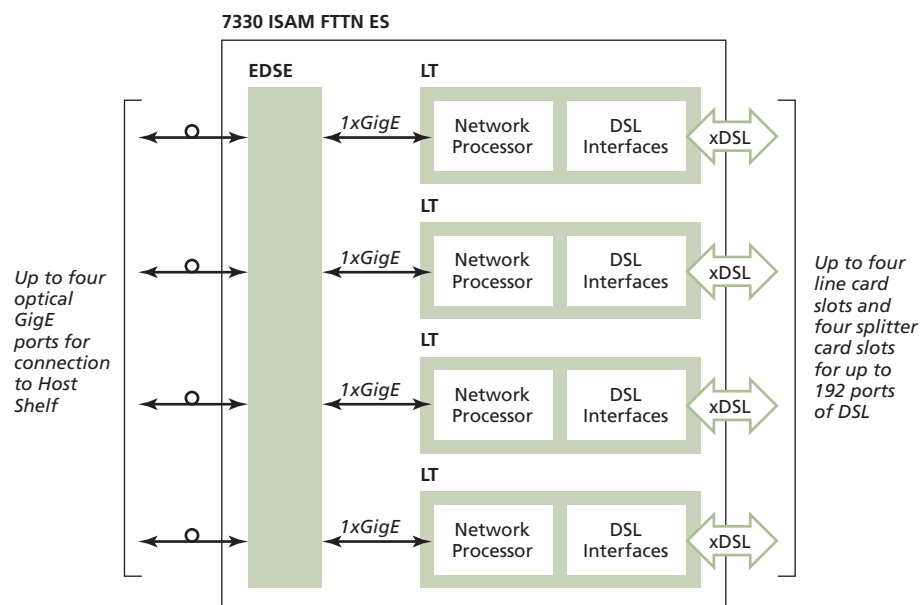 7330 ISAM FTTN ES
EDSE
LT
1xGigE
Network
Processor
DSL
Interfaces
xDSL
LT
1xGigE
Network
Processor
DSL
Interfaces
xDSL
LT
1xGigE
Network
Processor
DSL
Interfaces
xDSL
LT
1xGigE
Network
Processor
DSL
Interfaces
xDSL
Up to four
optical
GigE
ports for
connection
to Host
Shelf
Up to four
line card
slots and
four splitter
card slots
for up to
192 ports
of DSL